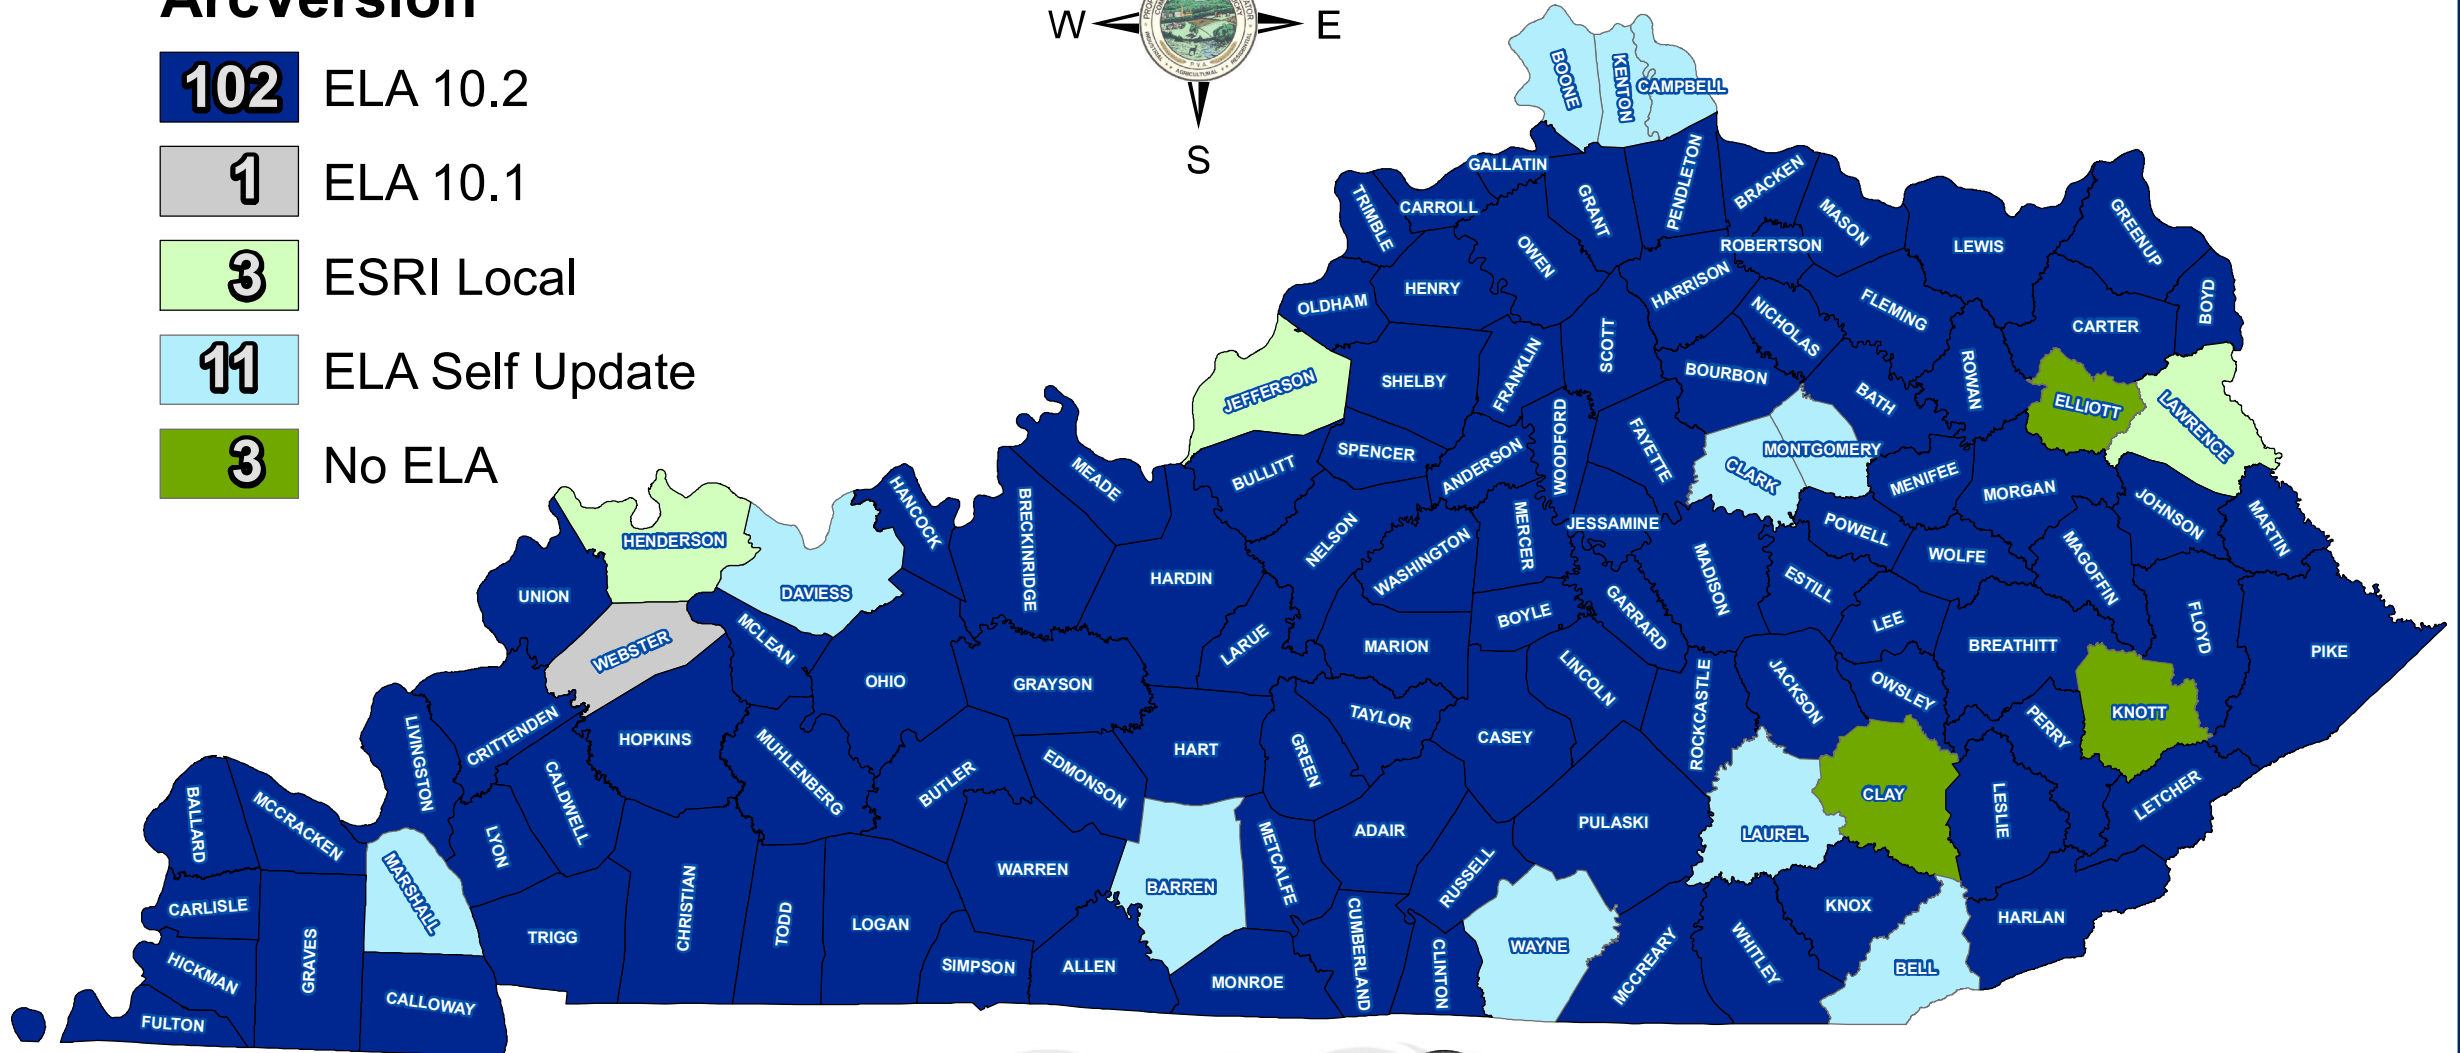 ArcVersion
102 ELA 10.2
1 ELA 10.1
3 ESRI Local
11 ELA Self Update
3 No ELA
W E
S
BOONE
KENTON
CAMPBELL
GALLATIN
PENDLETON
BRACKEN
TRIMBLE
CARROLL
GRANT
MASON
ROBERTSON
LEWIS
GREENUP
OWEN
HARRISON
HENRY
OLDHAM
FLEMING
BOYD
NICHOLAS
CARTER
SCOTT
FRANKLIN
SHELBY
JEFFERSON
BOURBON
ROWAN
BATH
ELLIOTT
LAWRENCE
WOODFORD
FAYETTE
MONTGOMERY
SPENCER
ANDERSON
BULLITT
CLARK
MENIFEE
MORGAN
MEADE
HANCOCK
BRECKINRIDGE
JOHNSON
MARTIN
HENDERSON
NELSON
WASHINGTON
MERCER
JESSAMINE
POWELL
WOLFE
MAGOFFIN
HARDIN
MADISON
ESTILL
UNION
DAVIESS
BOYLE
GARRARD
LEE
FLOYD
WEBSTER
MCLEAN
LARUE
MARION
BREATHITT
PIKE
OHIO
GRAYSON
LINCOLN
JACKSON
OWSLEY
ROCKCASTLE
KNOTT
PERRY
TAYLOR
CASEY
CRITTENDEN
LIVINGSTON
HOPKINS
MUHLENBERG
HART
GREEN
EDMONSON
BUTLER
CALDWELL
CLAY
LESLIE
LETCHER
BALLARD
MCCRACKEN
LYON
ADAIR
PULASKI
LAUREL
WARREN
METCALFE
RUSSELL
BARREN
MARSHALL
CARLISLE
CHRISTIAN
TODD
LOGAN
TRIGG
GRAVES
KNOX
HARLAN
CUMBERLAND
CLINTON
WAYNE
MCCREARY
WHITLEY
BELL
HICKMAN
SIMPSON
ALLEN
MONROE
CALLOWAY
FULTON